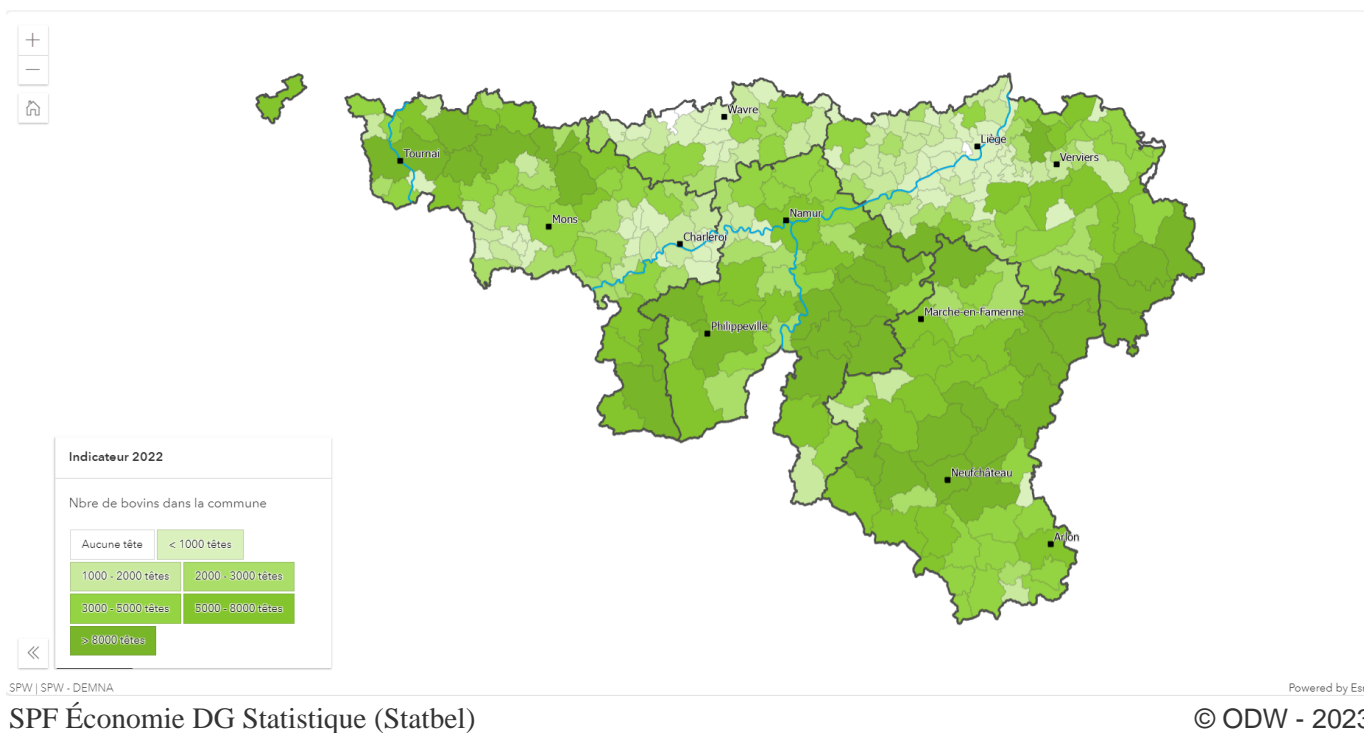 +
−
Wavre
Liège
Tournai
Verviers
Namur
Mons
Charleroi
Marche-en-Famenne
Philippeville
Neufchâteau
Arlon
Indicateur 2022
Nbre de bovins dans la commune
Aucune tête < 1000 têtes
1000 - 2000 têtes 2000 - 3000 têtes
3000 - 5000 têtes 5000 - 8000 têtes
> 8000 têtes
SPW | SPW - DEMNA Powered by Esri
SPF Économie DG Statistique (Statbel) © ODW - 2023